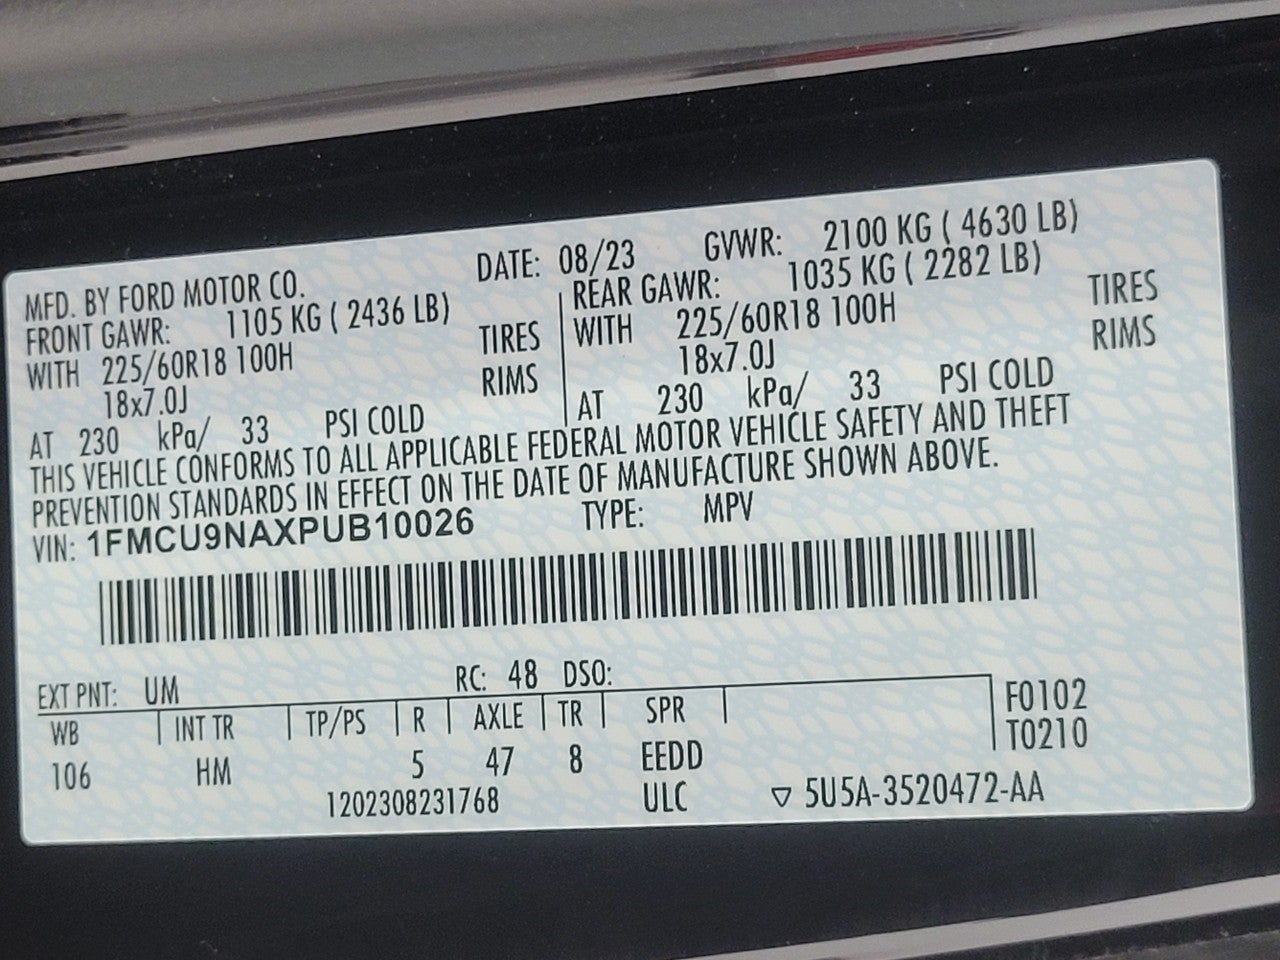 MFD. BY FORD MOTOR CO. DATE: 08/23 GVWR: 2100 KG ( 4630 LB)
FRONT GAWR: 1105 KG ( 2436 LB) REAR GAWR: 1035 KG ( 2282 LB)
WITH 225/60R18 100H TIRES WITH 225/60R18 100H TIRES
18x7.0J RIMS 18x7.0J RIMS
AT 230 kPa/ 33 PSI COLD AT 230 kPa/ 33 PSI COLD
THIS VEHICLE CONFORMS TO ALL APPLICABLE FEDERAL MOTOR VEHICLE SAFETY AND THEFT
PREVENTION STANDARDS IN EFFECT ON THE DATE OF MANUFACTURE SHOWN ABOVE.
VIN: 1FMCU9NAXPUB10026 TYPE: MPV
EXT PNT: UM RC: 48 DSO:
WB INT TR TP/PS R AXLE TR SPR F0102
106 HM 5 47 8 EEDD T0210
1202308231768 ULC ▽ 5U5A-3520472-AA